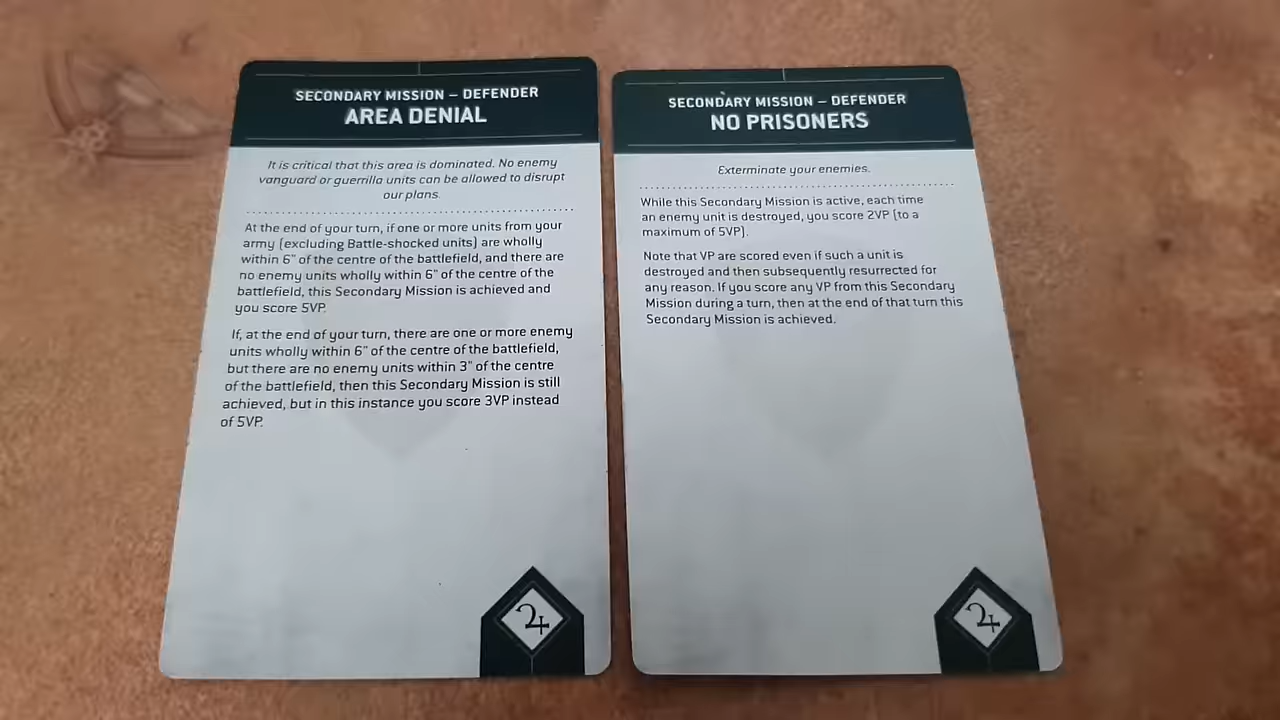 SECONDARY MISSION – DEFENDER
AREA DENIAL
It is critical that this area is dominated. No enemy
vanguard or guerrilla units can be allowed to disrupt
our plans.
At the end of your turn, if one or more units from your
army (excluding Battle-shocked units) are wholly
within 6" of the centre of the battlefield, and there are
no enemy units wholly within 6" of the centre of the
battlefield, this Secondary Mission is achieved and
you score 5VP.
If, at the end of your turn, there are one or more enemy
units wholly within 6" of the centre of the battlefield,
but there are no enemy units within 3" of the centre
of the battlefield, then this Secondary Mission is still
achieved, but in this instance you score 3VP instead
of 5VP.
SECONDARY MISSION – DEFENDER
NO PRISONERS
Exterminate your enemies.
While this Secondary Mission is active, each time
an enemy unit is destroyed, you score 2VP (to a
maximum of 5VP).
Note that VP are scored even if such a unit is
destroyed and then subsequently resurrected for
any reason. If you score any VP from this Secondary
Mission during a turn, then at the end of that turn this
Secondary Mission is achieved.